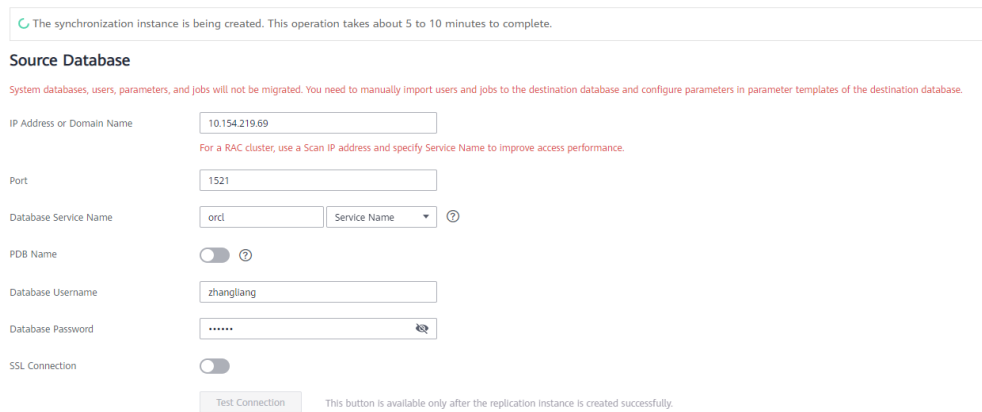 The synchronization instance is being created. This operation takes about 5 to 10 minutes to complete.
Source Database
System databases, users, parameters, and jobs will not be migrated. You need to manually import users and jobs to the destination database and configure parameters in parameter templates of the destination database.
IP Address or Domain Name 10.154.219.69
For a RAC cluster, use a Scan IP address and specify Service Name to improve access performance.
Port 1521
Database Service Name orcl Service Name ?
PDB Name ?
Database Username zhangliang
Database Password ••••••
SSL Connection
Test Connection This button is available only after the replication instance is created successfully.